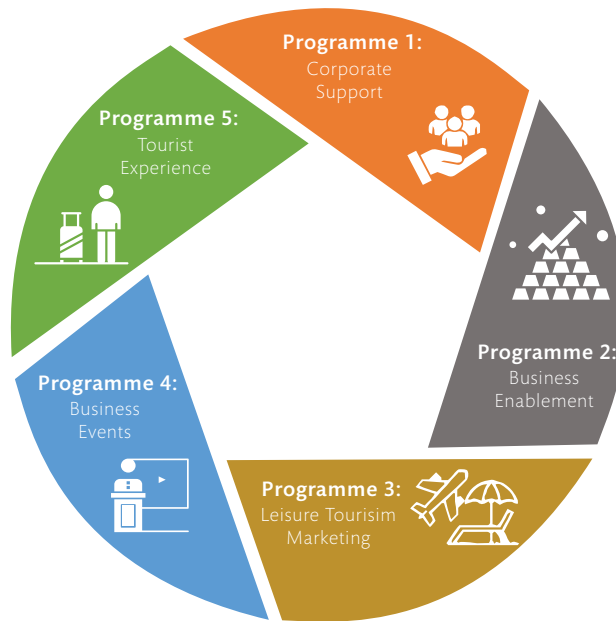 Programme 1:
Corporate
Support
Programme 2:
Business
Enablement
Programme 3:
Leisure Tourisim
Marketing
Programme 4:
Business
Events
Programme 5:
Tourist
Experience